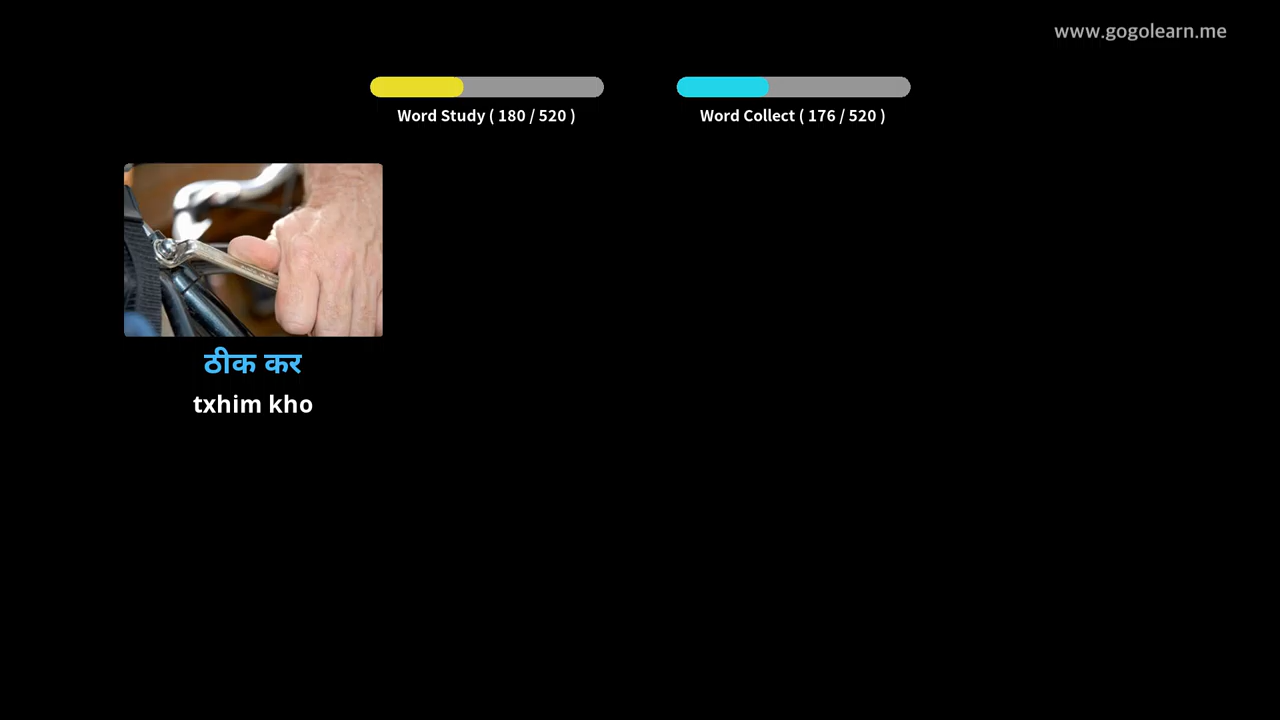 www.gogolearn.me
Word Study ( 180 / 520 )
Word Collect ( 176 / 520 )
ठीक कर
txhim kho